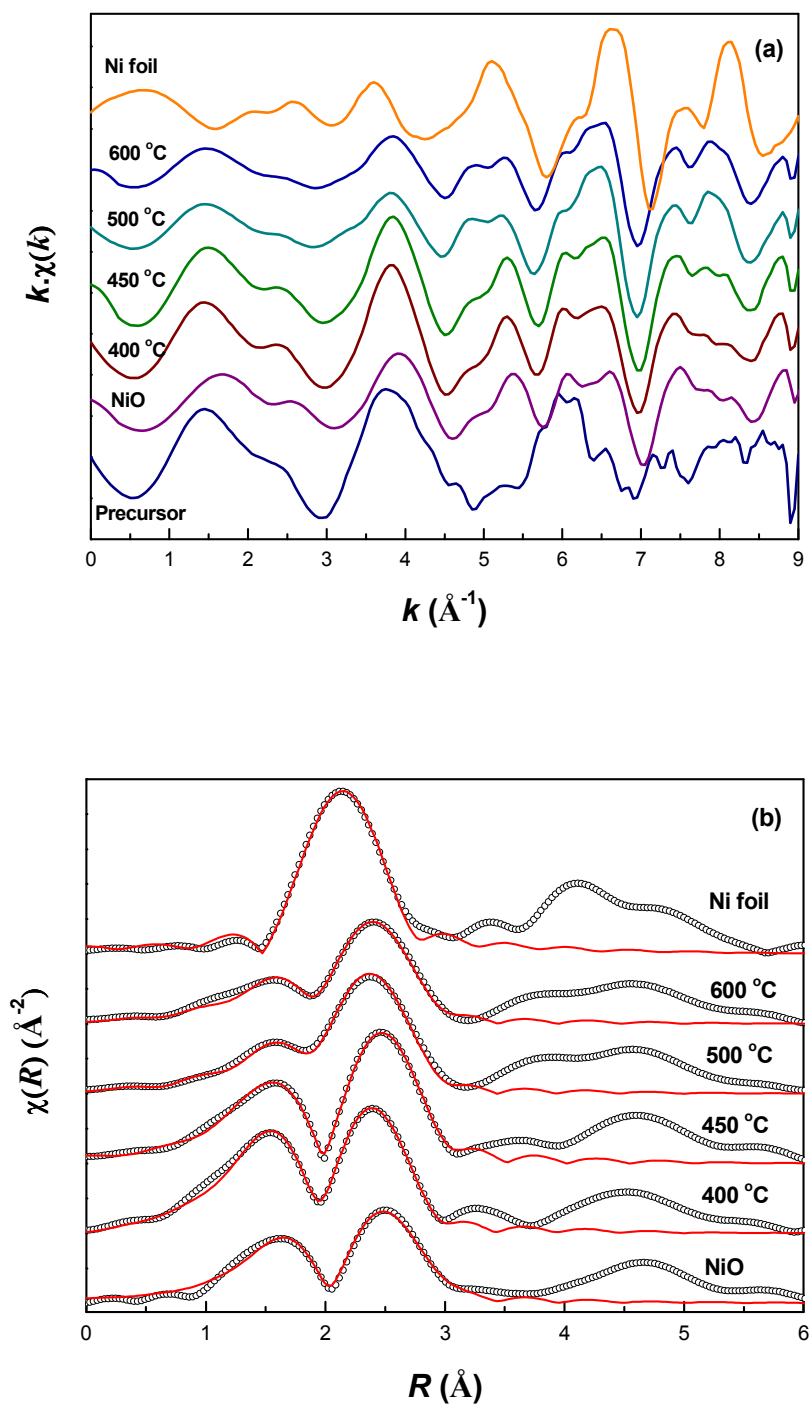 (a)
Ni foil
600 °C
500 °C
450 °C
400 °C
NiO
Precursor
k.χ(k)
0 1 2 3 4 5 6 7 8 9
k (Å-1)
(b)
Ni foil
600 °C
500 °C
450 °C
400 °C
NiO
χ(R) (Å-2)
0 1 2 3 4 5 6
R (Å)